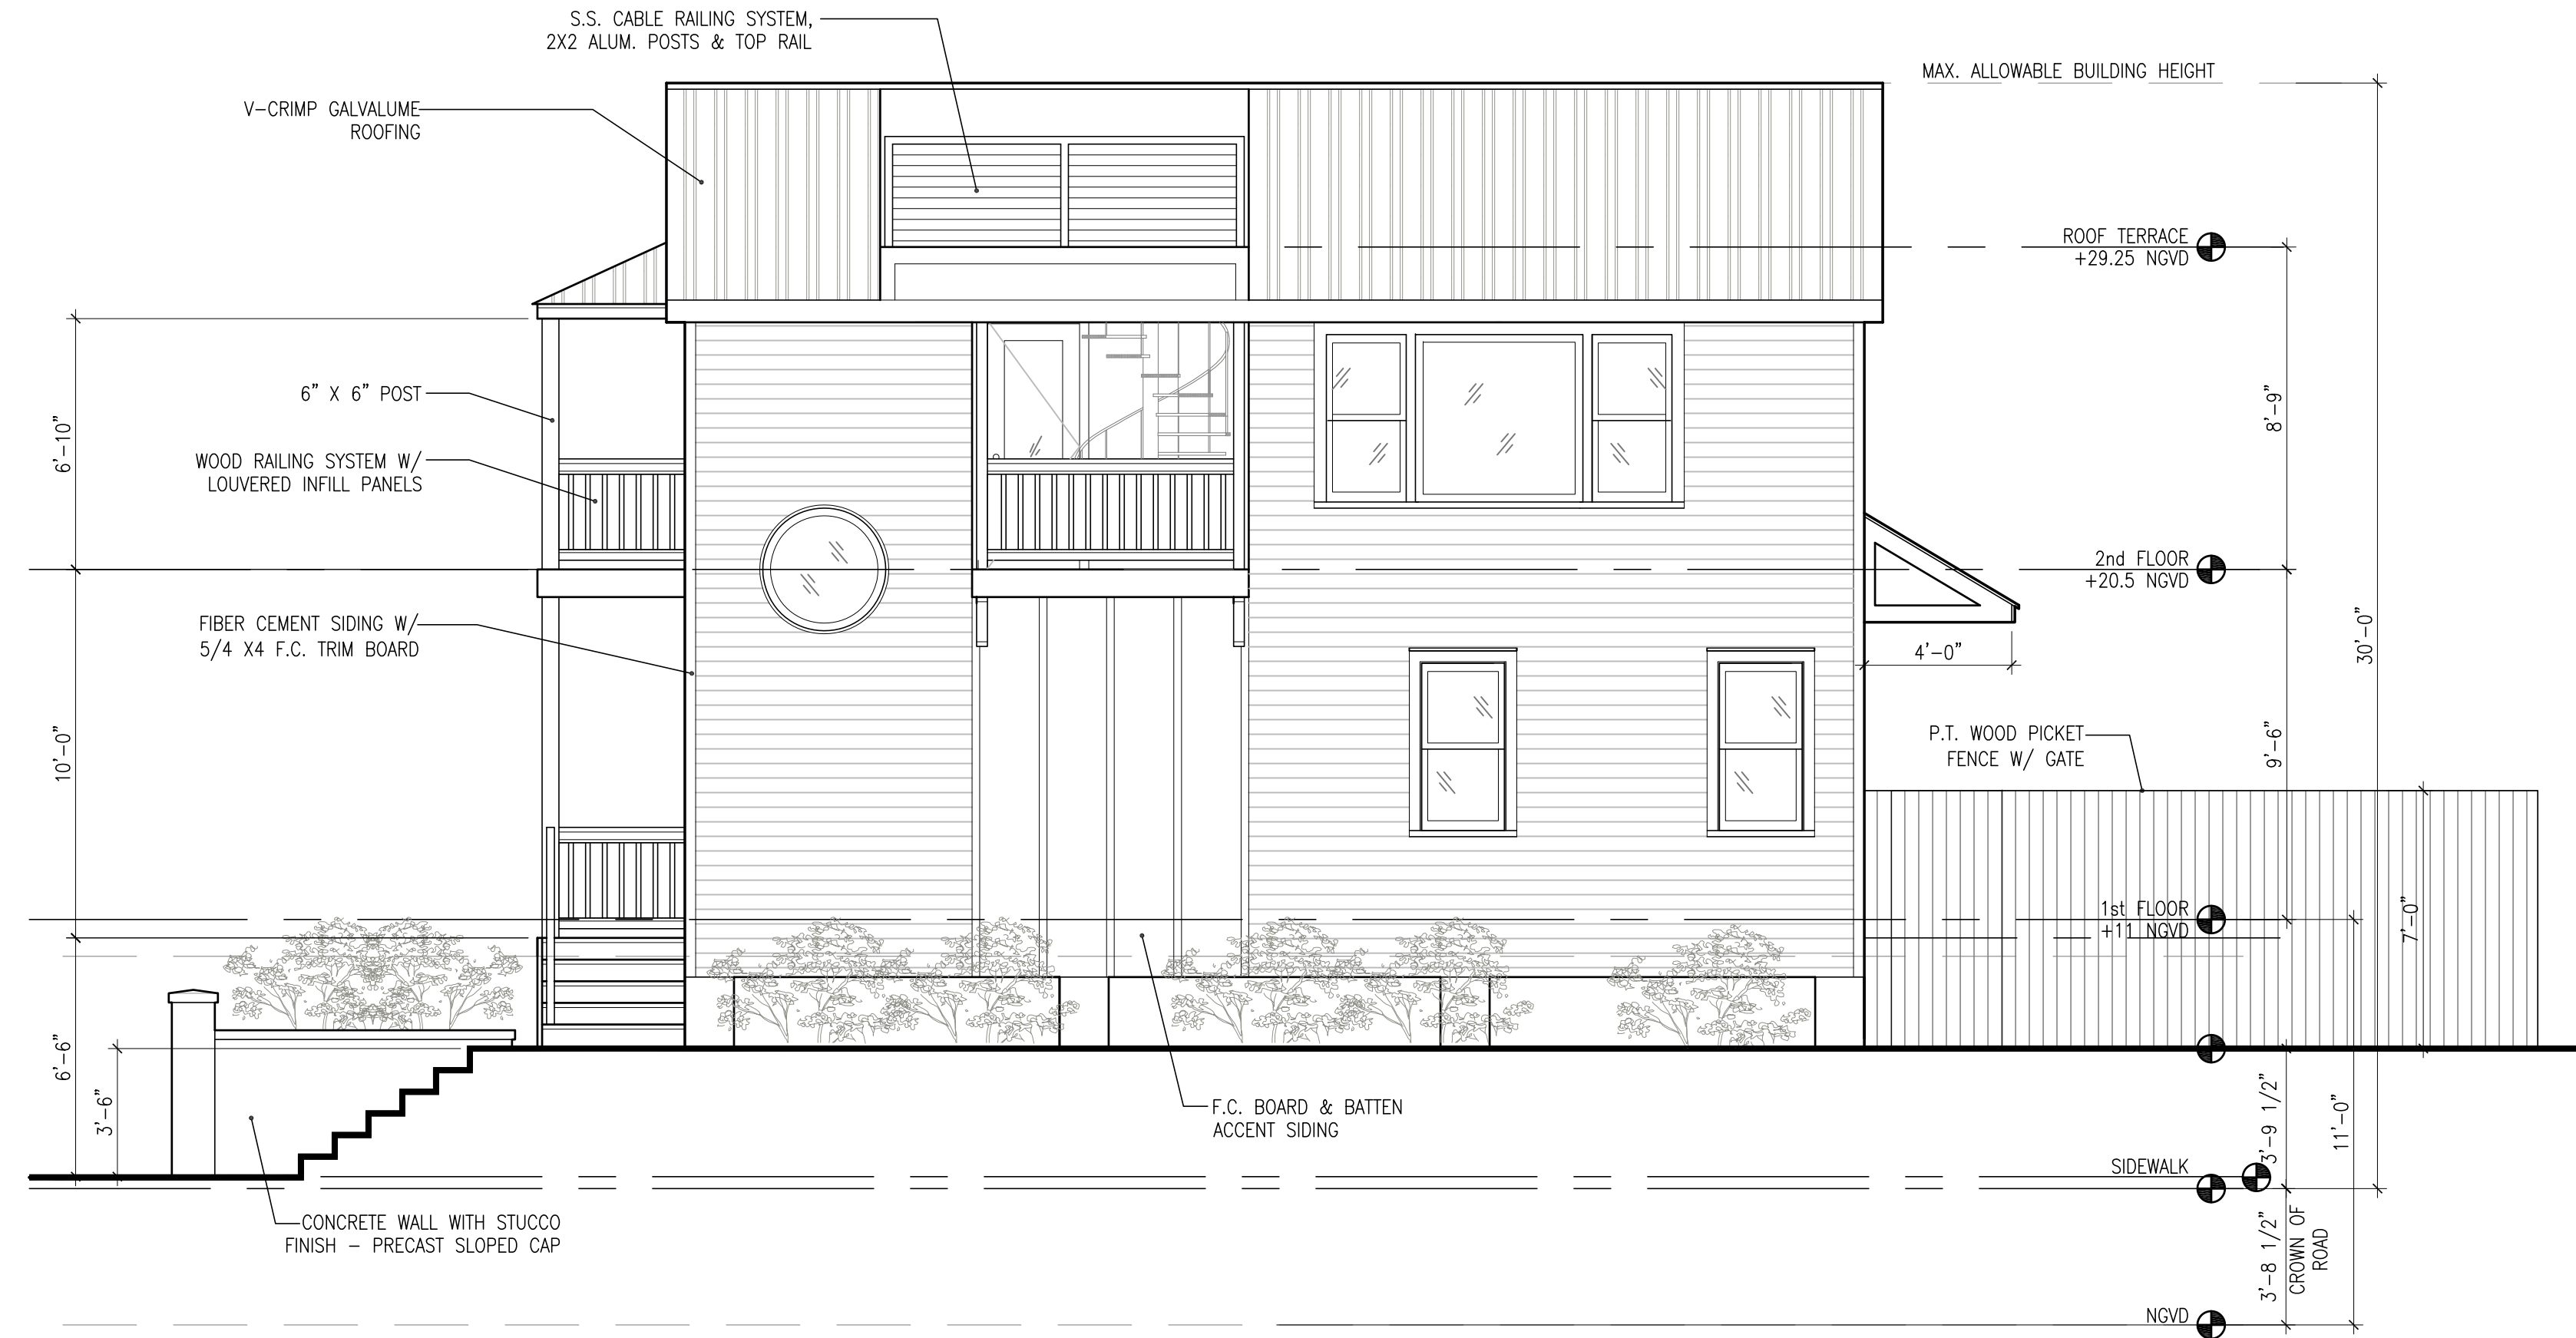 S.S. CABLE RAILING SYSTEM,
2X2 ALUM. POSTS & TOP RAIL
MAX. ALLOWABLE BUILDING HEIGHT
V-CRIMP GALVALUME
ROOFING
ROOF TERRACE
+29.25 NGVD
6" X 6" POST
6'-10"
8'-9"
WOOD RAILING SYSTEM W/
LOUVERED INFILL PANELS
2nd FLOOR
+20.5 NGVD
FIBER CEMENT SIDING W/
5/4 X4 F.C. TRIM BOARD
4'-0"
30'-0"
10'-0"
P.T. WOOD PICKET
FENCE W/ GATE
9'-6"
1st FLOOR
+11 NGVD
7'-0"
6'-6"
3'-6"
F.C. BOARD & BATTEN
ACCENT SIDING
3'-9 1/2"
11'-0"
SIDEWALK
CONCRETE WALL WITH STUCCO
FINISH - PRECAST SLOPED CAP
3'-8 1/2"
CROWN OF
ROAD
NGVD